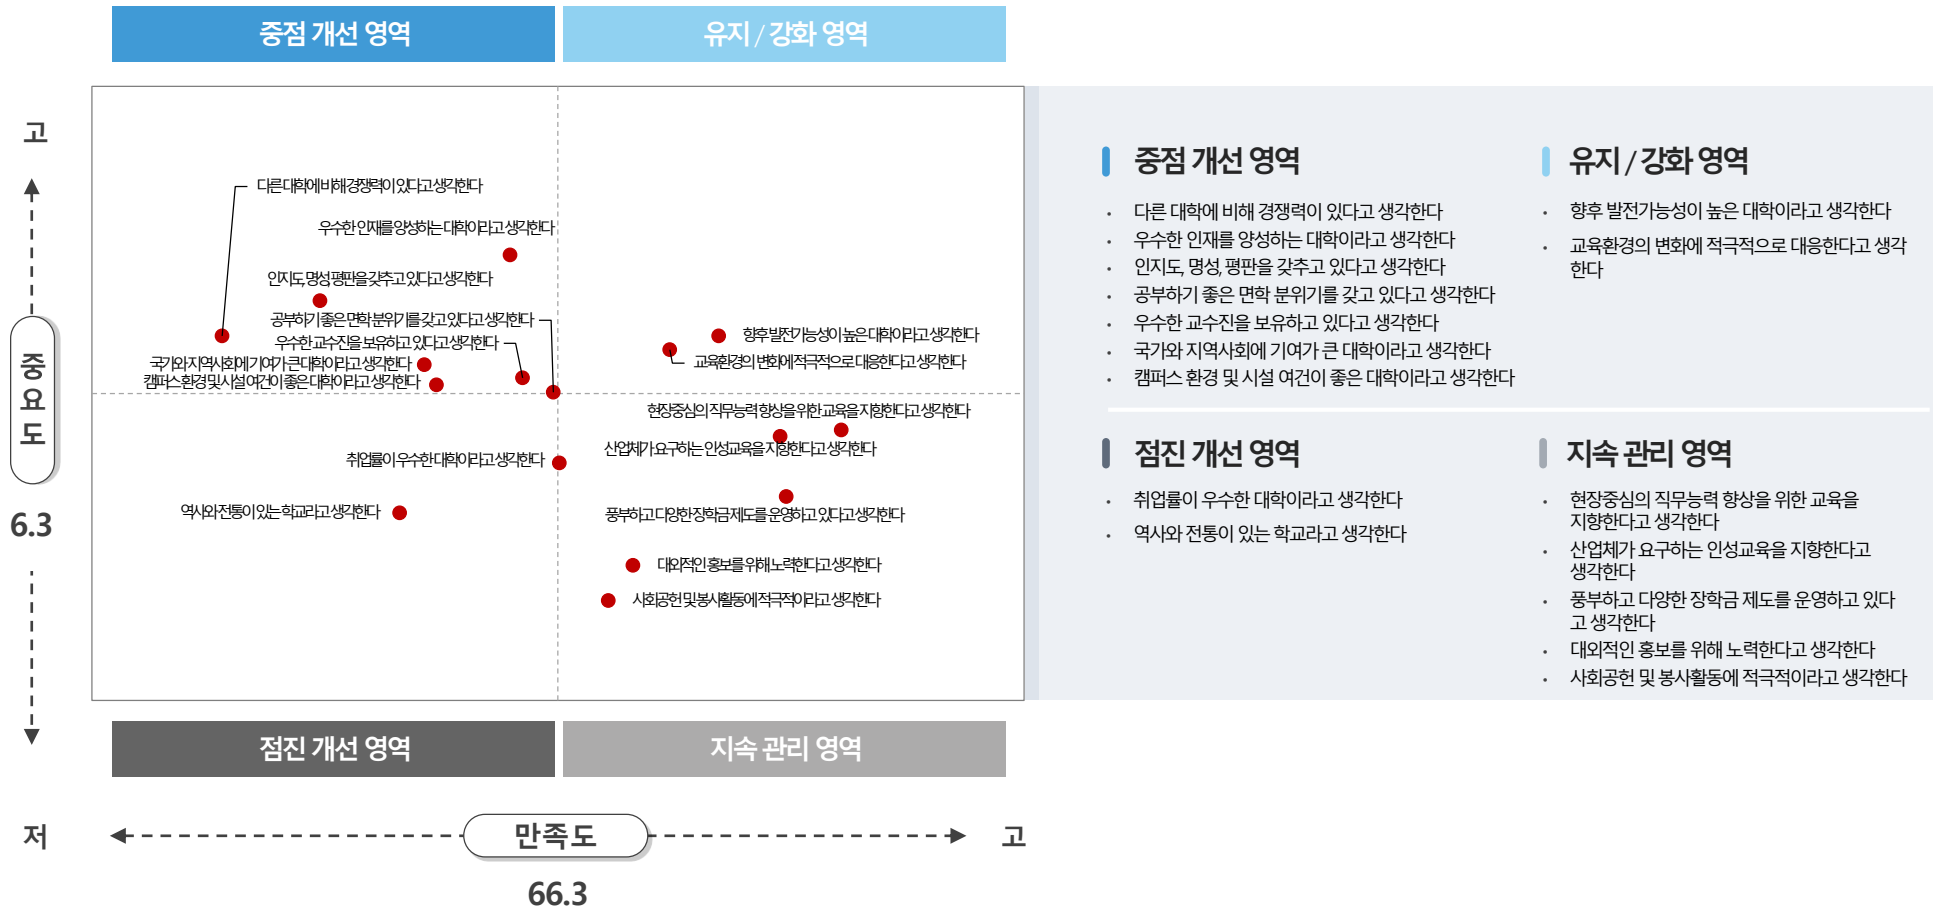 중점 개선 영역
유지 / 강화 영역
고
중요도
6.3
저
다른 대학에 비해 경쟁력이 있다고 생각한다
우수한 인재를 양성하는 대학이라고 생각한다
인지도, 명성, 평판을 갖추고 있다고 생각한다
공부하기 좋은 면학 분위기를 갖고 있다고 생각한다
우수한 교수진을 보유하고 있다고 생각한다
국가와 지역사회에 기여가 큰 대학이라고 생각한다
캠퍼스 환경 및 시설 여건이 좋은 대학이라고 생각한다
향후 발전가능성이 높은 대학이라고 생각한다
교육환경의 변화에 적극적으로 대응한다고 생각한다
현장중심의 직무능력 향상을 위한 교육을 지향한다고 생각한다
산업체가 요구하는 인성교육을 지향한다고 생각한다
취업률이 우수한 대학이라고 생각한다
역사와 전통이 있는 학교라고 생각한다
풍부하고 다양한 장학금 제도를 운영하고 있다고 생각한다
대외적인 홍보를 위해 노력한다고 생각한다
사회공헌 및 봉사활동에 적극적이라고 생각한다
점진 개선 영역
지속 관리 영역
만족도
고
66.3
중점 개선 영역
• 다른 대학에 비해 경쟁력이 있다고 생각한다
• 우수한 인재를 양성하는 대학이라고 생각한다
• 인지도, 명성, 평판을 갖추고 있다고 생각한다
• 공부하기 좋은 면학 분위기를 갖고 있다고 생각한다
• 우수한 교수진을 보유하고 있다고 생각한다
• 국가와 지역사회에 기여가 큰 대학이라고 생각한다
• 캠퍼스 환경 및 시설 여건이 좋은 대학이라고 생각한다
유지 / 강화 영역
• 향후 발전가능성이 높은 대학이라고 생각한다
• 교육환경의 변화에 적극적으로 대응한다고 생각
한다
점진 개선 영역
• 취업률이 우수한 대학이라고 생각한다
• 역사와 전통이 있는 학교라고 생각한다
지속 관리 영역
• 현장중심의 직무능력 향상을 위한 교육을
지향한다고 생각한다
• 산업체가 요구하는 인성교육을 지향한다고
생각한다
• 풍부하고 다양한 장학금 제도를 운영하고 있다
고 생각한다
• 대외적인 홍보를 위해 노력한다고 생각한다
• 사회공헌 및 봉사활동에 적극적이라고 생각한다